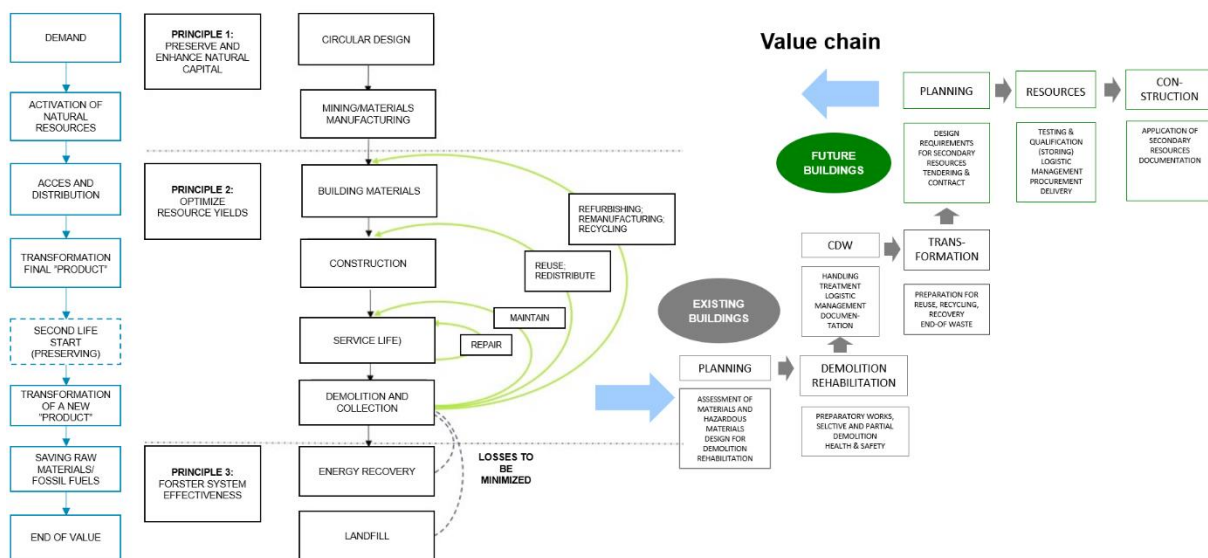 DEMAND
ACTIVATION OF
NATURAL
RESOURCES
ACCES AND
DISTRIBUTION
TRANSFORMATION
FINAL "PRODUCT"
SECOND LIFE
START
(PRESERVING)
TRANSFORMATION
OF A NEW
"PRODUCT"
SAVING RAW
MATERIALS/
FOSSIL FUELS
END OF VALUE
PRINCIPLE 1:
PRESERVE AND
ENHANCE NATURAL
CAPITAL
PRINCIPLE 2:
OPTIMIZE
RESOURCE YIELDS
PRINCIPLE 3:
FORSTER SYSTEM
EFFECTIVENESS
CIRCULAR DESIGN
MINING/MATERIALS
MANUFACTURING
BUILDING MATERIALS
CONSTRUCTION
SERVICE LIFE)
DEMOLITION AND
COLLECTION
ENERGY RECOVERY
LANDFILL
REFURBISHING;
REMANUFACTURING;
RECYCLING
REUSE;
REDISTRIBUTE
MAINTAIN
REPAIR
LOSSES TO
BE
MINIMIZED
Value chain
FUTURE
BUILDINGS
EXISTING
BUILDINGS
PLANNING
RESOURCES
CON-
STRUCTION
DESIGN
REQUIREMENTS
FOR SECONDARY
RESOURCES
TENDERING &
CONTRACT
TESTING &
QUALIFICATION
(STORING)
LOGISTIC
MANAGEMENT
PROCUREMENT
DELIVERY
APPLICATION OF
SECONDARY
RESOURCES
DOCUMENTATION
CDW
TRANS-
FORMATION
HANDLING
TREATMENT
LOGISTIC
MANAGEMENT
DOCUMEN-
TATION
PREPARATION FOR
REUSE, RECYCLING,
RECOVERY
END-OF WASTE
PLANNING
DEMOLITION
REHABILITATION
ASSESSMENT OF
MATERIALS AND
HAZARDOUS
MATERIALS
DESIGN FOR
DEMOLITION
REHABILITATION
PREPARATORY WORKS,
SELCTIVE AND PARTIAL
DEMOLITION
HEALTH & SAFETY